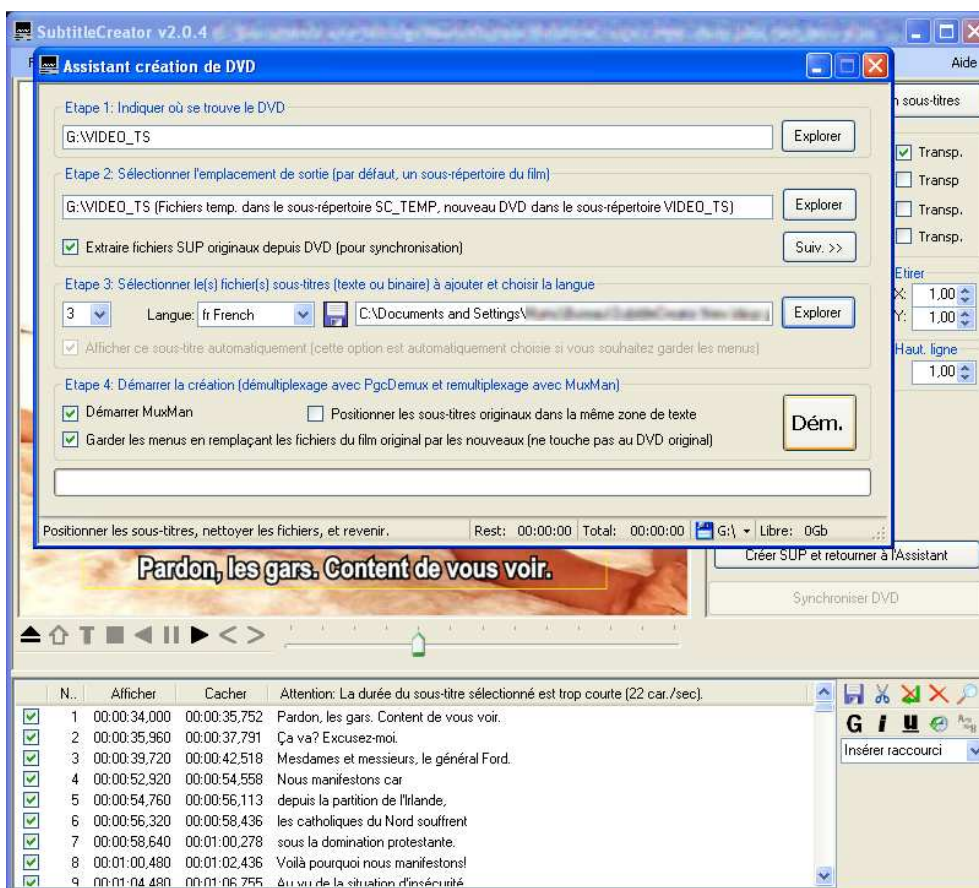 SubtitleCreator v2.0.4
Aide
Assistant création de DVD
Etape 1: Indiquer où se trouve le DVD
G:\VIDEO_TS
Explorer
Etape 2: Sélectionner l'emplacement de sortie (par défaut, un sous-répertoire du film)
G:\VIDEO_TS (Fichiers temp. dans le sous-répertoire SC_TEMP, nouveau DVD dans le sous-répertoire VIDEO_TS)
Explorer
Extraire fichiers SUP originaux depuis DVD (pour synchronisation)
Suiv. >>
Etape 3: Sélectionner le(s) fichier(s) sous-titres (texte ou binaire) à ajouter et choisir la langue
3
Langue: fr French
C:\Documents and Settings\
Explorer
Afficher ce sous-titre automatiquement (cette option est automatiquement choisie si vous souhaitez garder les menus)
Etape 4: Démarrer la création (démultiplexage avec PgcDemux et remultiplexage avec MuxMan)
Démarrer MuxMan
Positionner les sous-titres originaux dans la même zone de texte
Garder les menus en remplaçant les fichiers du film original par les nouveaux (ne touche pas au DVD original)
Dém.
Positionner les sous-titres, nettoyer les fichiers, et revenir.
Rest: 00:00:00 Total: 00:00:00 G:\ Libre: 0Gb
sous-titres
Transp.
Transp
Transp.
Transp.
Etirer
X: 1,00
Y: 1,00
Haut. ligne
1,00
Pardon, les gars. Content de vous voir.
Créer SUP et retourner à l'Assistant
Synchroniser DVD
N.. Afficher Cacher Attention: La durée du sous-titre sélectionné est trop courte (22 car./sec).
1 00:00:34,000 00:00:35,752 Pardon, les gars. Content de vous voir.
2 00:00:35,960 00:00:37,791 Ça va? Excusez-moi.
3 00:00:39,720 00:00:42,518 Mesdames et messieurs, le général Ford.
4 00:00:52,920 00:00:54,558 Nous manifestons car
5 00:00:54,760 00:00:56,113 depuis la partition de l'Irlande,
6 00:00:56,320 00:00:58,436 les catholiques du Nord souffrent
7 00:00:58,640 00:01:00,278 sous la domination protestante.
8 00:01:00,480 00:01:02,436 Voilà pourquoi nous manifestons!
9 00:01:04,480 00:01:06,755 Au vu de la situation d'insécurité
G I U
Insérer raccourci